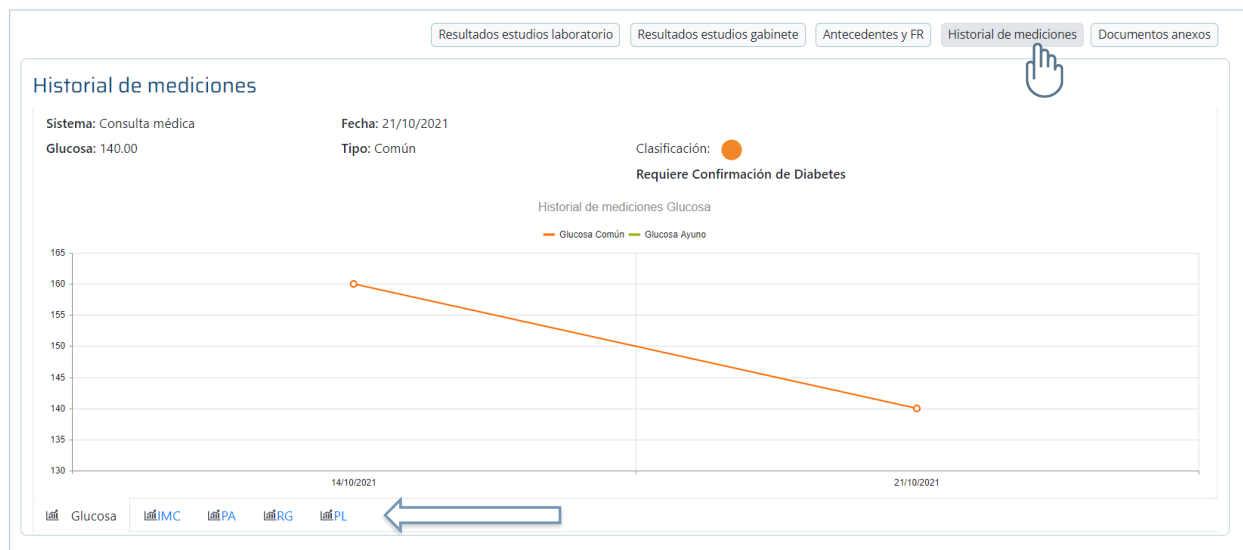 Resultados estudios laboratorio Resultados estudios gabinete Antecedentes y FR Historial de mediciones Documentos anexos
Historial de mediciones
Sistema: Consulta médica Fecha: 21/10/2021
Glucosa: 140.00 Tipo: Común Clasificación:
Requiere Confirmación de Diabetes
Historial de mediciones Glucosa
Glucosa Común Glucosa Ayuno
165
160
155
150
145
140
135
130
14/10/2021 21/10/2021
Glucosa IMC PA RG PL